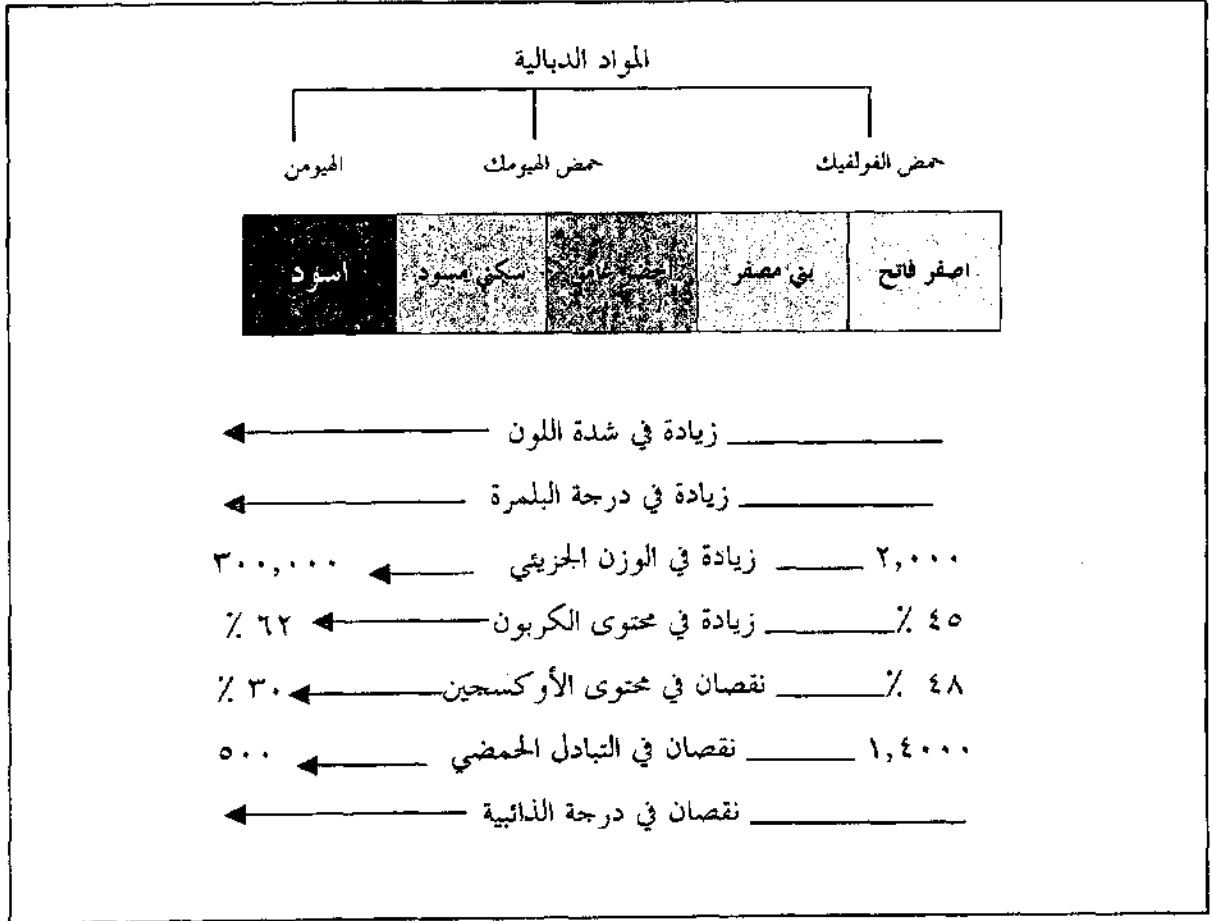 المواد الدبالية
حمض الفولفيك حمض الهيومك الهيومن
اصفر فاتح بني مصفر اخضر غامق سكني مسود اسود
زيادة في شدة اللون
زيادة في درجة البلمرة
٢,٠٠٠ زيادة في الوزن الجزيئي ٣٠٠,٠٠٠
٤٥ ٪ زيادة في محتوى الكربون ٦٢ ٪
٤٨ ٪ نقصان في محتوى الأوكسجين ٣٠ ٪
١,٤٠٠٠ نقصان في التبادل الحمضي ٥٠٠
نقصان في درجة الذائبية